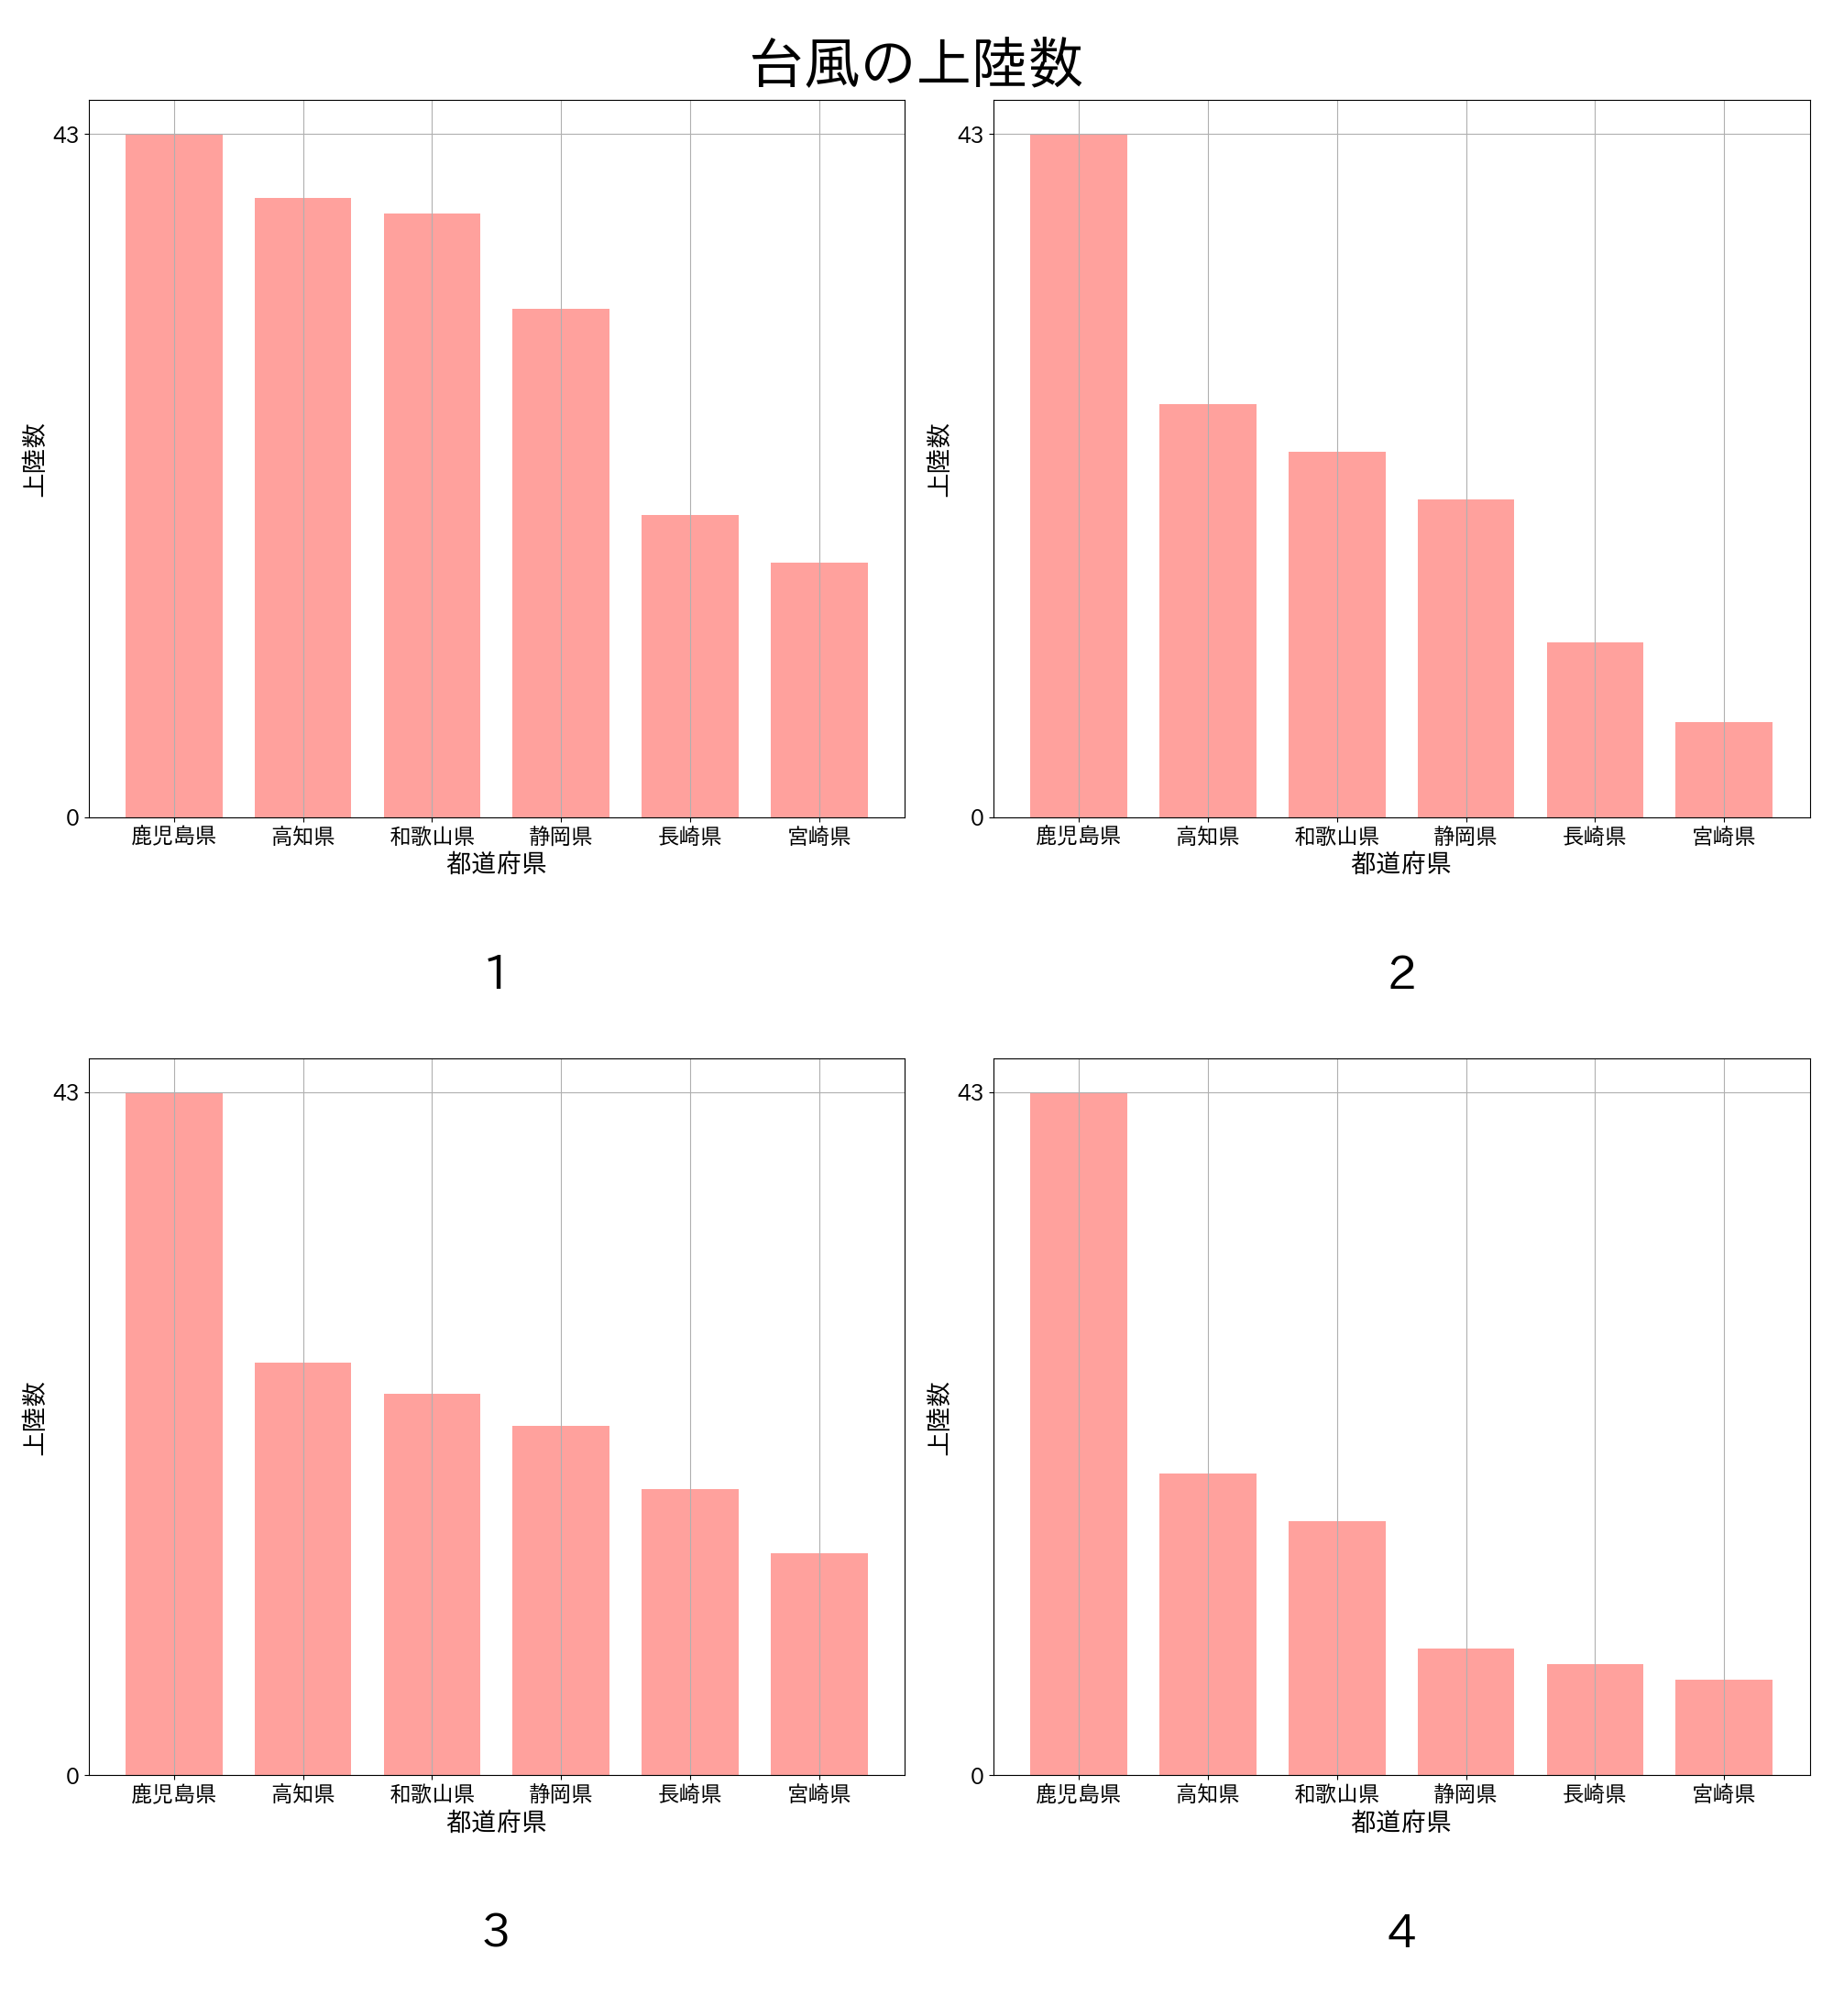 台風の上陸数
43
上陸数
0
鹿児島県 高知県 和歌山県 静岡県 長崎県 宮崎県
都道府県
1
43
上陸数
0
鹿児島県 高知県 和歌山県 静岡県 長崎県 宮崎県
都道府県
2
43
上陸数
0
鹿児島県 高知県 和歌山県 静岡県 長崎県 宮崎県
都道府県
3
43
上陸数
0
鹿児島県 高知県 和歌山県 静岡県 長崎県 宮崎県
都道府県
4